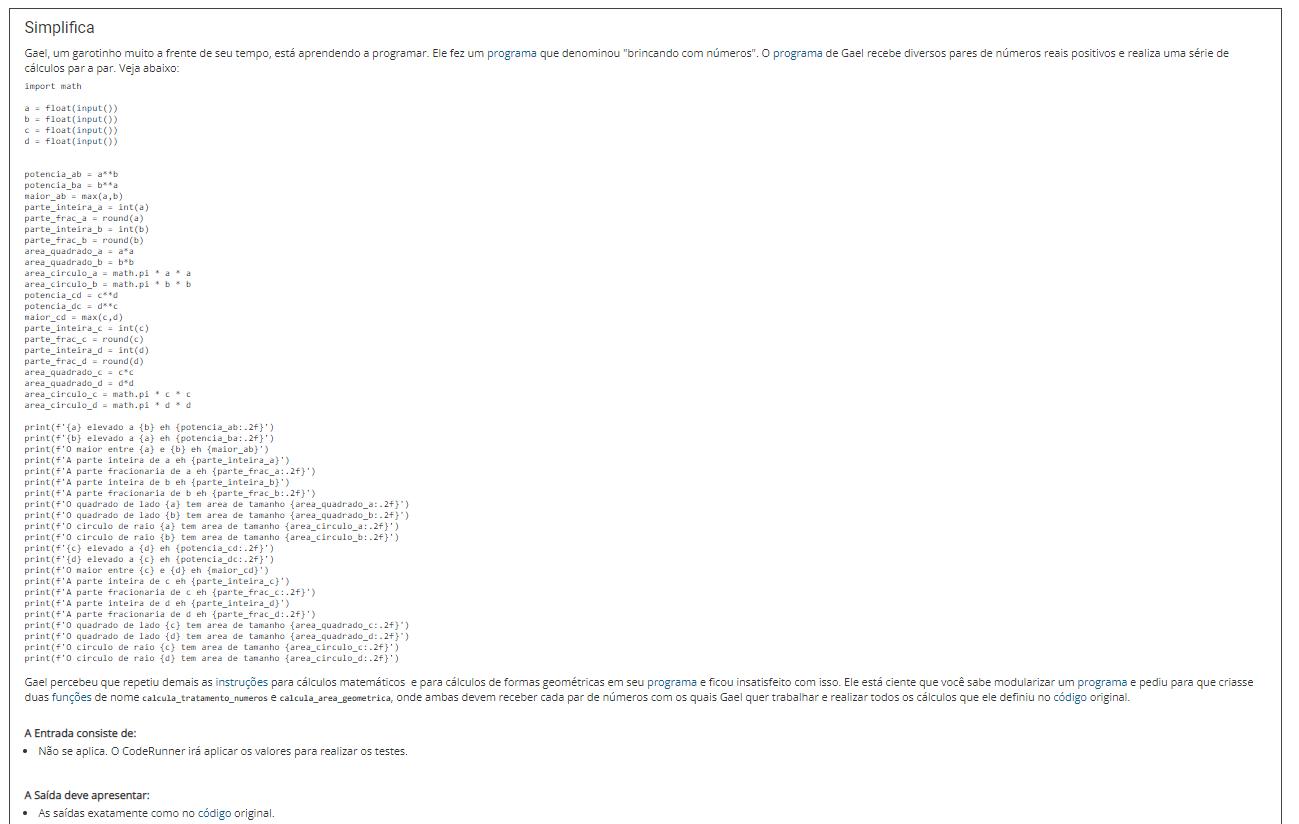 Simplifica
Gael, um garotinho muito a frente de seu tempo, está aprendendo a programar. Ele fez um programa que denominou "brincando com números". O programa de Gael recebe diversos pares de números reais positivos e realiza uma série de
cálculos par a par. Veja abaixo:
import math
a = float(input())
b = float(input())
c = float(input())
d = float(input())
potencia_ab = a**b
potencia_ba = b**a
maior_ab = max(a,b)
parte_inteira_a = int(a)
parte_frac_a = round(a)
parte_inteira_b = int(b)
parte_frac_b = round(b)
area_quadrado_a = a*a
area_quadrado_b = b*b
area_circulo_a = math.pi * a * a
area_circulo_b = math.pi * b * b
potencia_cd = c**d
potencia_dc = d**c
maior_cd = max(c,d)
parte_inteira_c = int(c)
parte_frac_c = round(c)
parte_inteira_d = int(d)
parte_frac_d = round(d)
area_quadrado_c = c*c
area_quadrado_d = d*d
area_circulo_c = math.pi * c * c
area_circulo_d = math.pi * d * d
print(f'{a} elevado a {b} eh {potencia_ab:.2f}')
print(f'{b} elevado a {a} eh {potencia_ba:.2f}')
print(f'O maior entre {a} e {b} eh {maior_ab}')
print(f'A parte inteira de a eh {parte_inteira_a}')
print(f'A parte fracionaria de a eh {parte_frac_a:.2f}')
print(f'A parte inteira de b eh {parte_inteira_b}')
print(f'A parte fracionaria de b eh {parte_frac_b:.2f}')
print(f'O quadrado de lado {a} tem area de tamanho {area_quadrado_a:.2f}')
print(f'O quadrado de lado {b} tem area de tamanho {area_quadrado_b:.2f}')
print(f'O circulo de raio {a} tem area de tamanho {area_circulo_a:.2f}')
print(f'O circulo de raio {b} tem area de tamanho {area_circulo_b:.2f}')
print(f'{c} elevado a {d} eh {potencia_cd:.2f}')
print(f'{d} elevado a {c} eh {potencia_dc:.2f}')
print(f'O maior entre {c} e {d} eh {maior_cd}')
print(f'A parte inteira de c eh {parte_inteira_c}')
print(f'A parte fracionaria de c eh {parte_frac_c:.2f}')
print(f'A parte inteira de d eh {parte_inteira_d}')
print(f'A parte fracionaria de d eh {parte_frac_d:.2f}')
print(f'O quadrado de lado {c} tem area de tamanho {area_quadrado_c:.2f}')
print(f'O quadrado de lado {d} tem area de tamanho {area_quadrado_d:.2f}')
print(f'O circulo de raio {c} tem area de tamanho {area_circulo_c:.2f}')
print(f'O circulo de raio {d} tem area de tamanho {area_circulo_d:.2f}')
Gael percebeu que repetiu demais as instruções para cálculos matemáticos e para cálculos de formas geométricas em seu programa e ficou insatisfeito com isso. Ele está ciente que você sabe modularizar um programa e pediu para que criasse
duas funções de nome calcula_tratamento_numeros e calcula_area_geometrica, onde ambas devem receber cada par de números com os quais Gael quer trabalhar e realizar todos os cálculos que ele definiu no código original.
A Entrada consiste de:
• Não se aplica. O CodeRunner irá aplicar os valores para realizar os testes.
A Saída deve apresentar:
• As saídas exatamente como no código original.